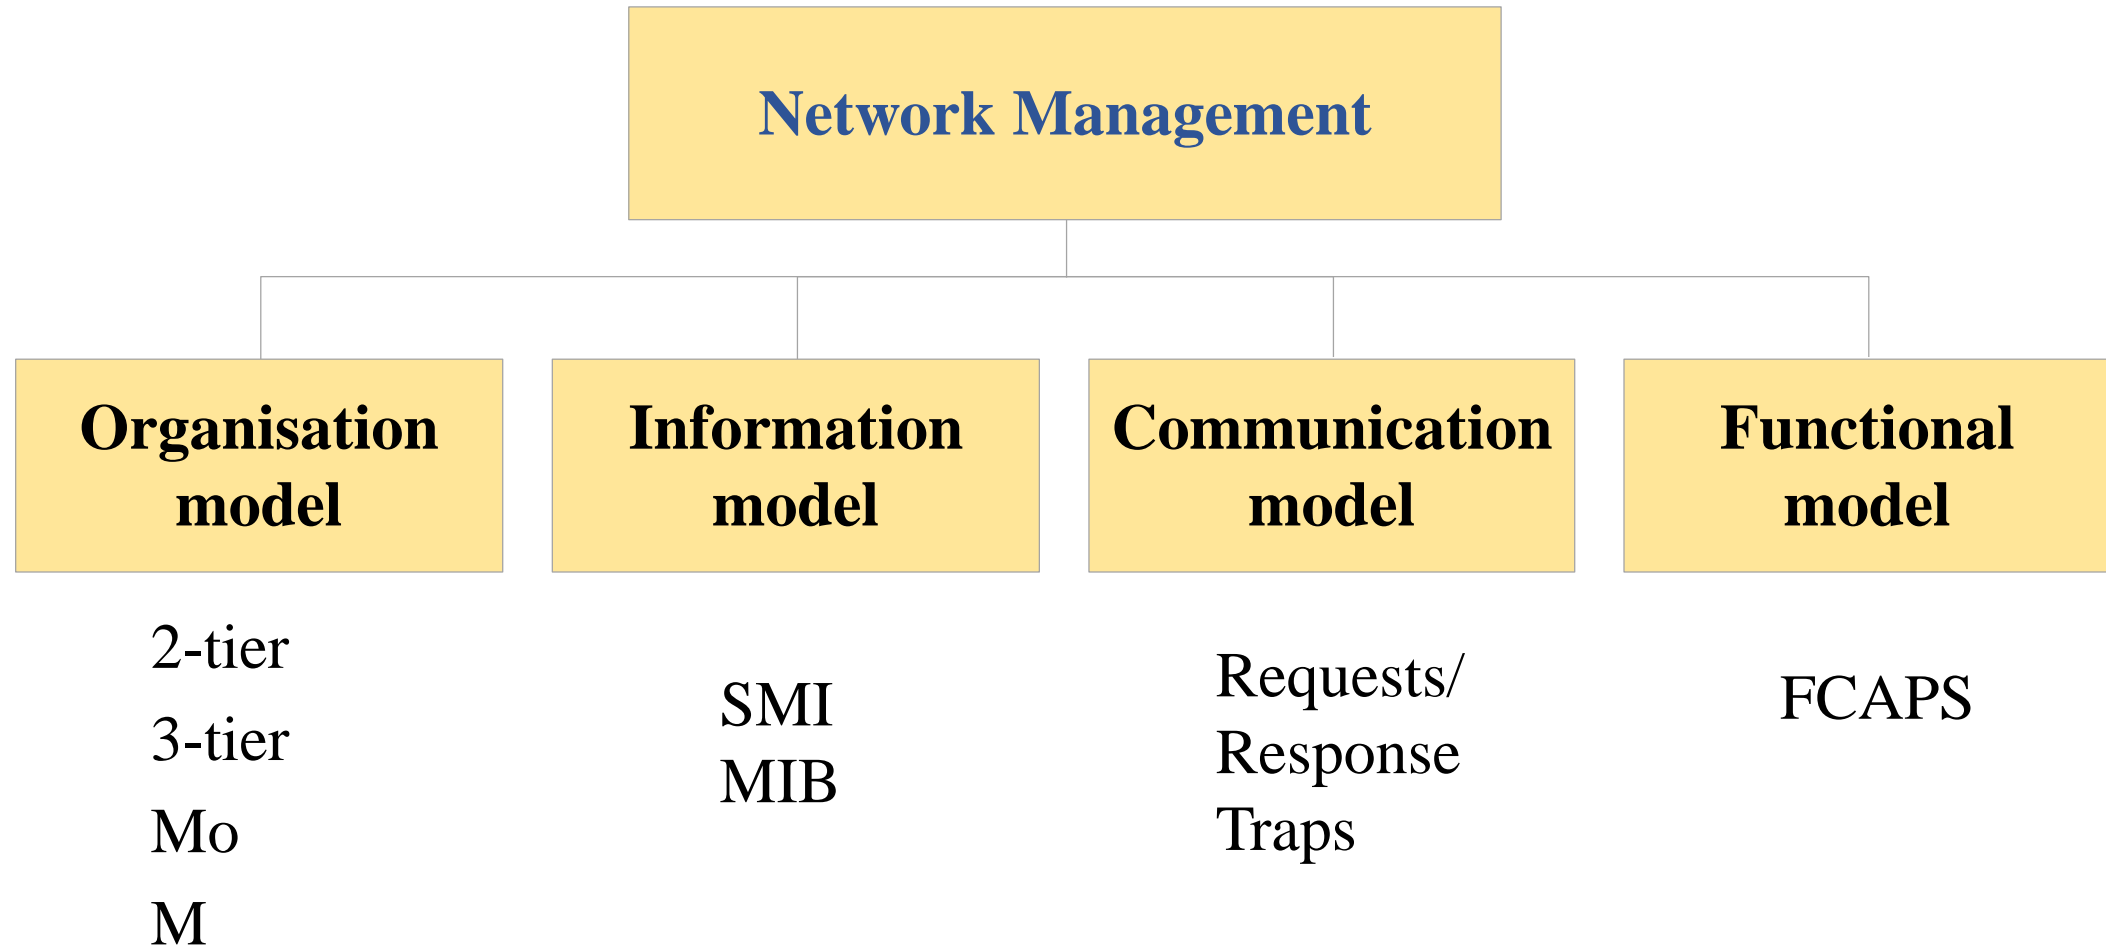 Network Management
Organisation
model
Information
model
Communication
model
Functional
model
2-tier
3-tier
Mo
M
SMI
MIB
Requests/
Response
Traps
FCAPS